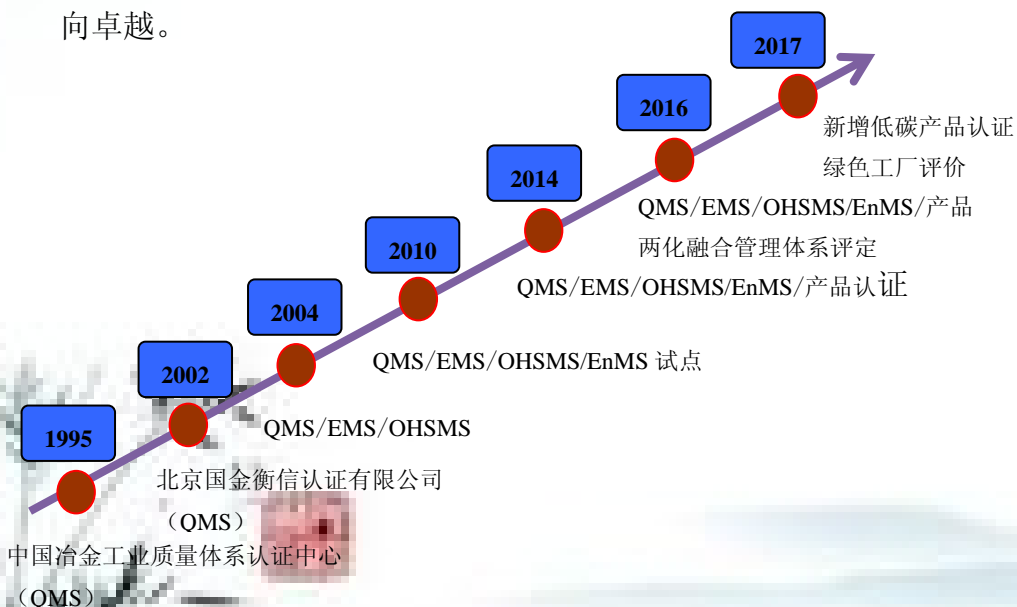 向卓越。
2017
2016
新增低碳产品认证
绿色工厂评价
2014
QMS/EMS/OHSMS/EnMS/产品
两化融合管理体系评定
2010
QMS/EMS/OHSMS/EnMS/产品认证
2004
QMS/EMS/OHSMS/EnMS 试点
2002
QMS/EMS/OHSMS
1995
北京国金衡信认证有限公司
（QMS）
中国冶金工业质量体系认证中心
（QMS）